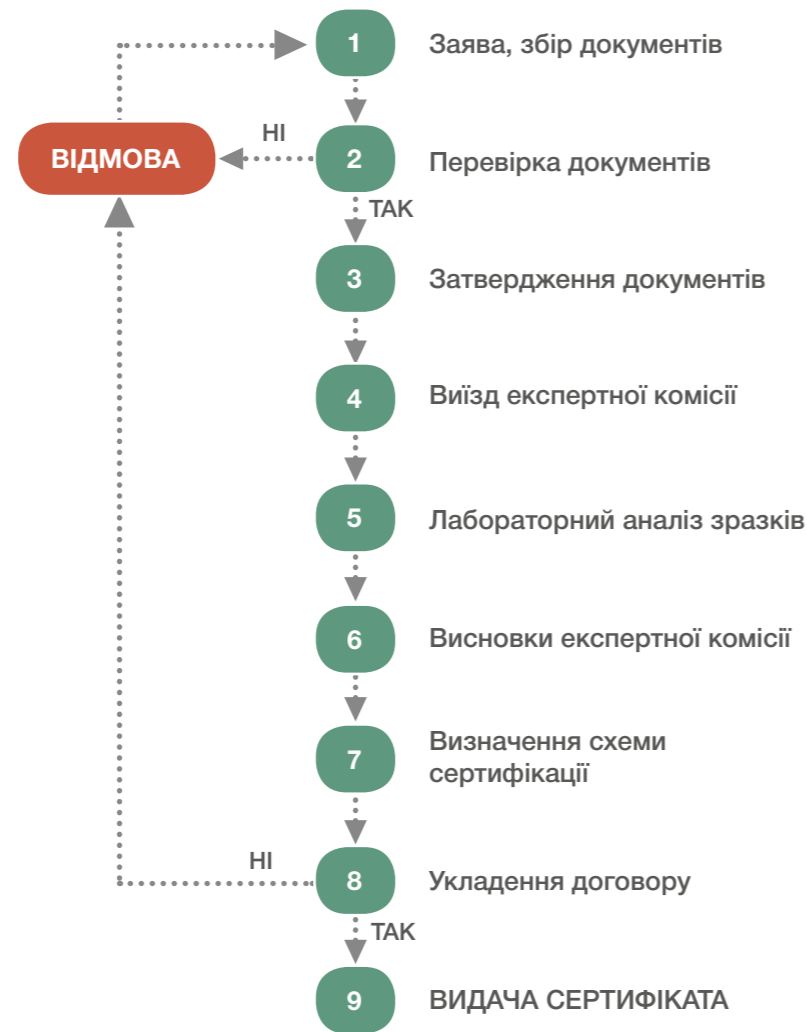 1 Заява, збір документів
НІ
ВІДМОВА 2 Перевірка документів
ТАК
3 Затвердження документів
4 Виїзд експертної комісії
5 Лабораторний аналіз зразків
6 Висновки експертної комісії
7 Визначення схеми
сертифікації
НІ
8 Укладення договору
ТАК
9 ВИДАЧА СЕРТИФІКАТА